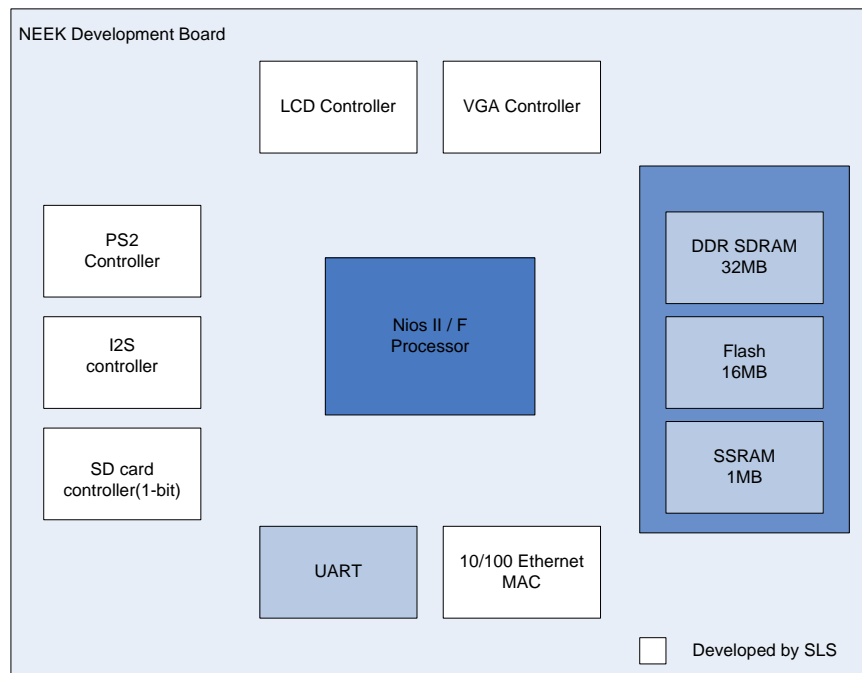 NEEK Development Board
LCD Controller
VGA Controller
PS2
Controller
I2S
controller
SD card
controller(1-bit)
Nios II / F
Processor
DDR SDRAM
32MB
Flash
16MB
SSRAM
1MB
UART
10/100 Ethernet
MAC
Developed by SLS